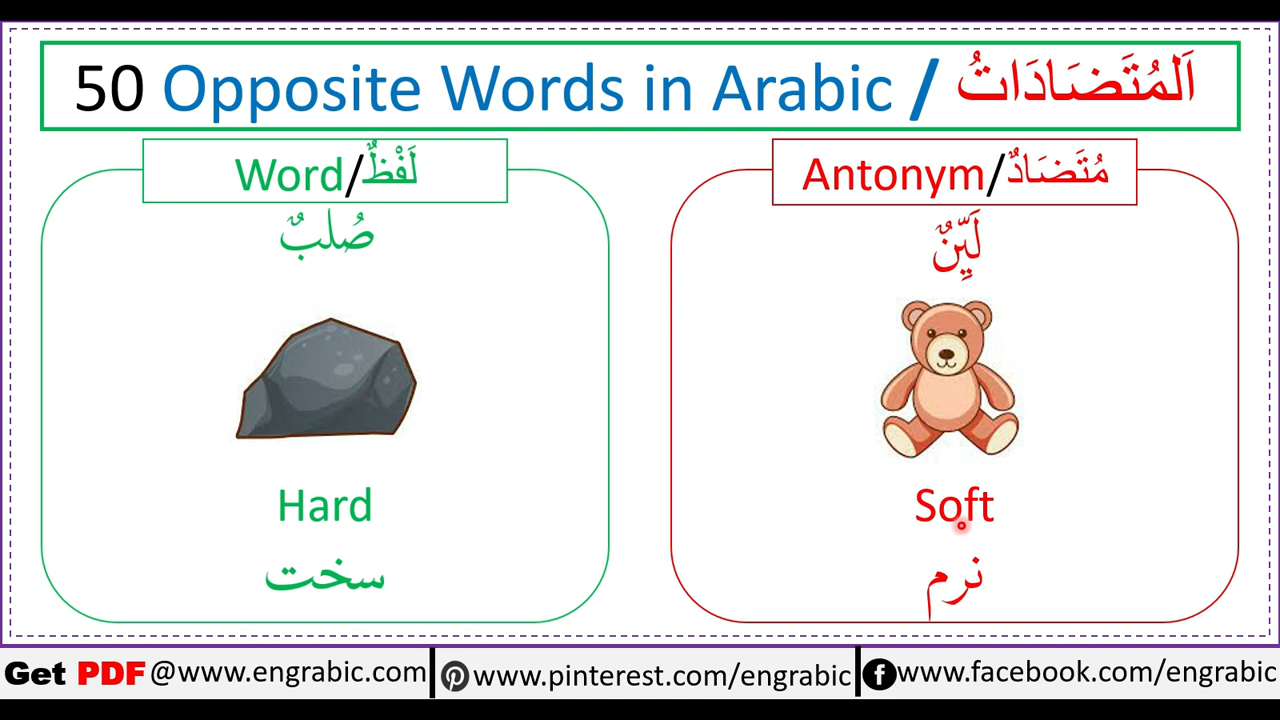 50 Opposite Words in Arabic / اَلْمُتَضَادَاتُ
Word/لَفْظٌ
صُلبٌ
Hard
سخت
Antonym/مُتَضَادٌ
لَيِّنٌ
Soft
نرم
Get PDF @www.engrabic.com
www.pinterest.com/engrabic
www.facebook.com/engrabic